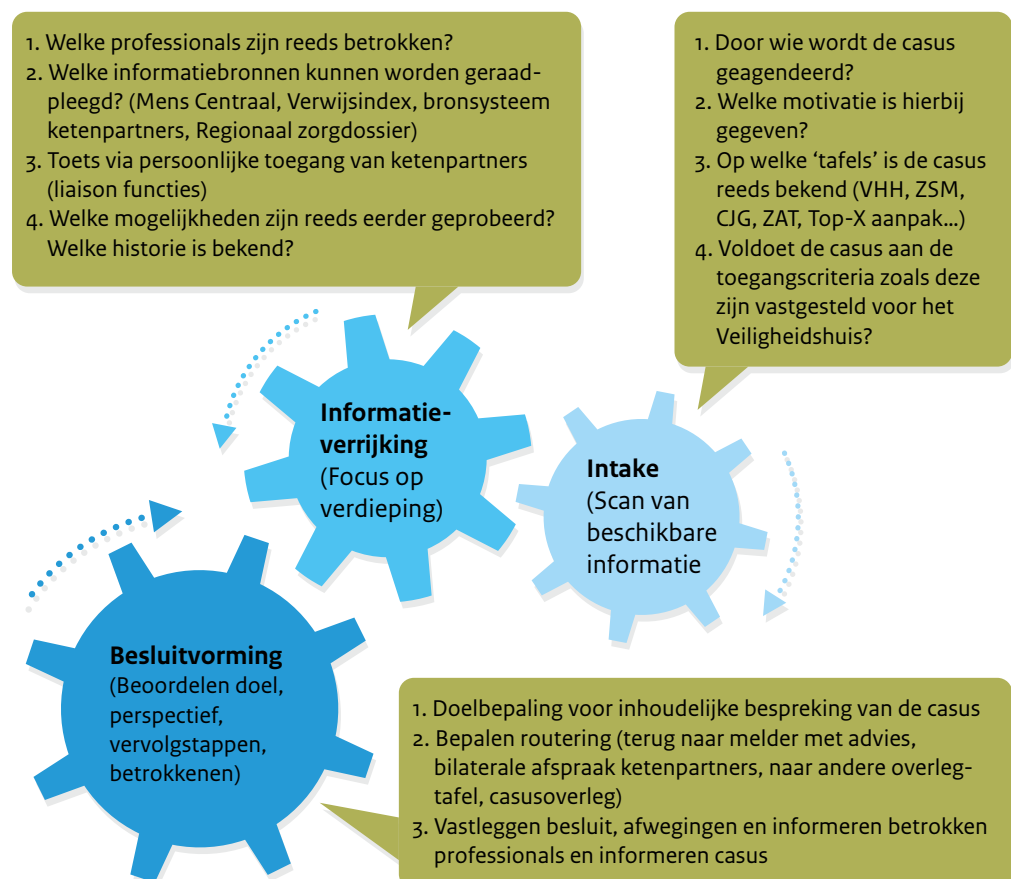 1. Welke professionals zijn reeds betrokken?
2. Welke informatiebronnen kunnen worden geraad-
pleegd? (Mens Centraal, Verwijsindex, bronsysteem
ketenpartners, Regionaal zorgdossier)
3. Toets via persoonlijke toegang van ketenpartners
(liaison functies)
4. Welke mogelijkheden zijn reeds eerder geprobeerd?
Welke historie is bekend?
1. Door wie wordt de casus
geagendeerd?
2. Welke motivatie is hierbij
gegeven?
3. Op welke ‘tafels’ is de casus
reeds bekend (VHH, ZSM,
CJG, ZAT, Top-X aanpak...)
4. Voldoet de casus aan de
toegangscriteria zoals deze
zijn vastgesteld voor het
Veiligheidshuis?
Informatie-
verrijking
(Focus op
verdieping)
Intake
(Scan van
beschikbare
informatie
Besluitvorming
(Beoordelen doel,
perspectief,
vervolgstappen,
betrokkenen)
1. Doelbepaling voor inhoudelijke bespreking van de casus
2. Bepalen routering (terug naar melder met advies,
bilaterale afspraak ketenpartners, naar andere overleg-
tafel, casusoverleg)
3. Vastleggen besluit, afwegingen en informeren betrokken
professionals en informeren casus